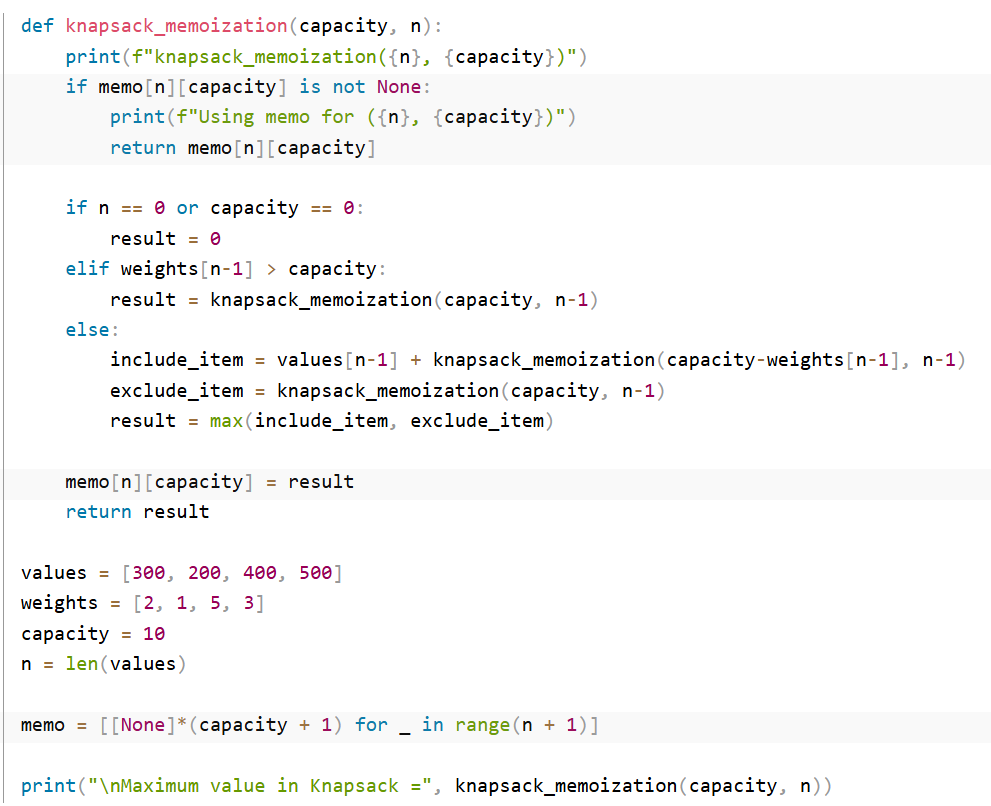 def knapsack_memoization(capacity, n):
    print(f"knapsack_memoization({n}, {capacity})")
    if memo[n][capacity] is not None:
        print(f"Using memo for ({n}, {capacity})")
        return memo[n][capacity]

    if n == 0 or capacity == 0:
        result = 0
    elif weights[n-1] > capacity:
        result = knapsack_memoization(capacity, n-1)
    else:
        include_item = values[n-1] + knapsack_memoization(capacity-weights[n-1], n-1)
        exclude_item = knapsack_memoization(capacity, n-1)
        result = max(include_item, exclude_item)

    memo[n][capacity] = result
    return result

values = [300, 200, 400, 500]
weights = [2, 1, 5, 3]
capacity = 10
n = len(values)

memo = [[None]*(capacity + 1) for _ in range(n + 1)]

print("\nMaximum value in Knapsack =", knapsack_memoization(capacity, n))